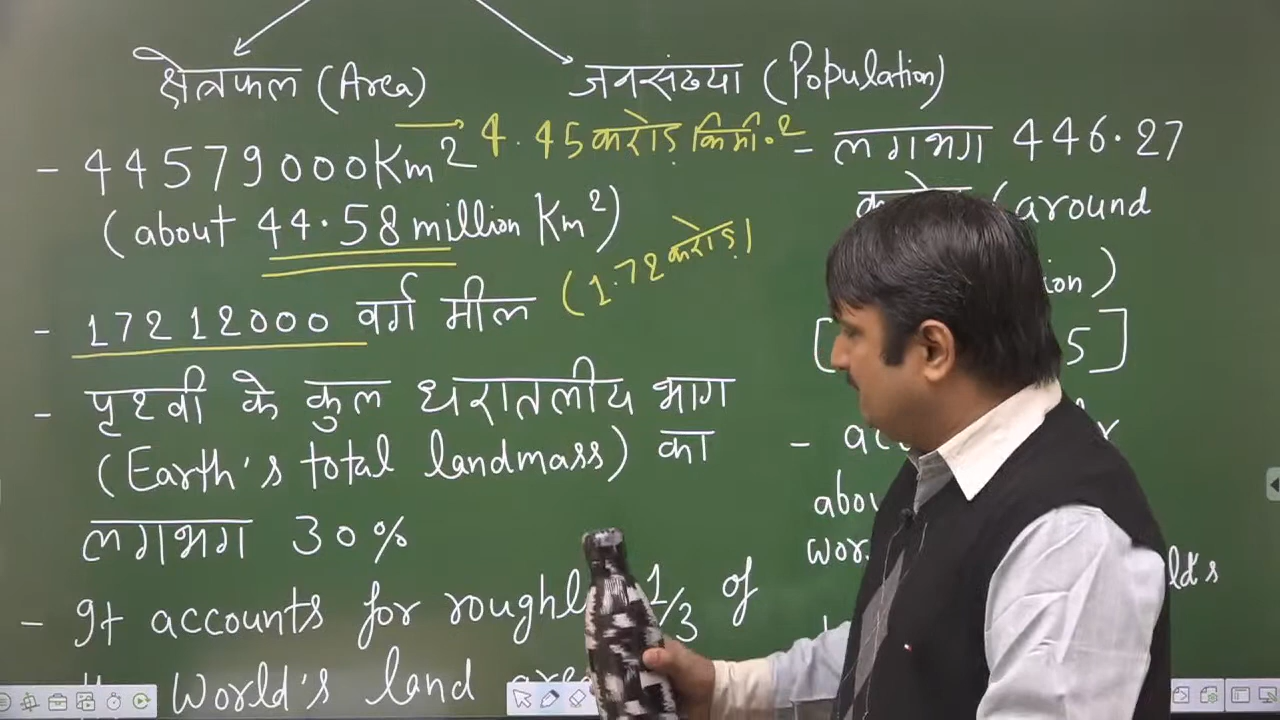 क्षेत्रफल (Area)
- 44579000 Km² → 4.45 करोड़ किमी.²
(about 44.58 million Km²)
- 17212000 वर्ग मील (1.72 करोड़)
- पृथ्वी के कुल धरातलीय भाग
(Earth's total landmass) का
लगभग 30%
- It accounts for roughly 1/3 of
World's land
जनसंख्या (Population)
- लगभग 446.27
(around
)
[ 5]
-